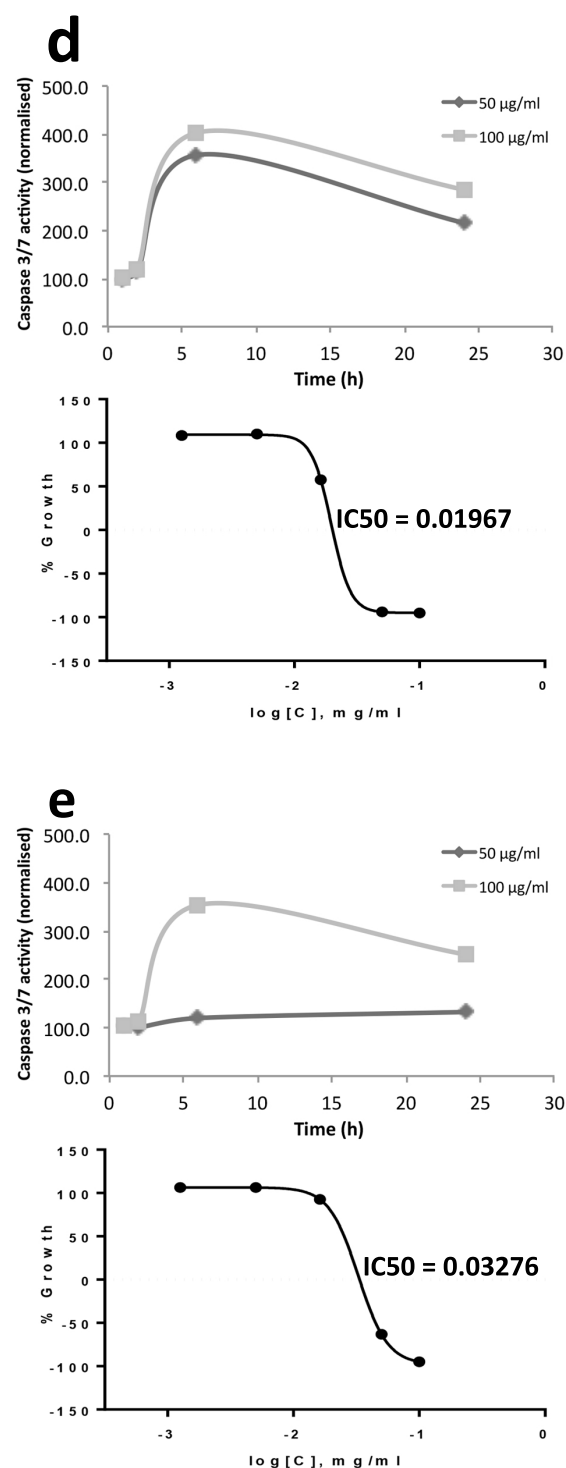 d
Caspase 3/7 activity (normalised)
500.0
400.0
300.0
200.0
100.0
0.0
50 µg/ml
100 µg/ml
0 5 10 15 20 25 30
Time (h)
% Growth
150
100
50
0
-50
-100
-150
IC50 = 0.01967
-3 -2 -1 0
log[C], mg/ml
e
Caspase 3/7 activity (normalised)
500.0
400.0
300.0
200.0
100.0
0.0
50 µg/ml
100 µg/ml
0 5 10 15 20 25 30
Time (h)
% Growth
150
100
50
0
-50
-100
-150
IC50 = 0.03276
-3 -2 -1 0
log[C], mg/ml